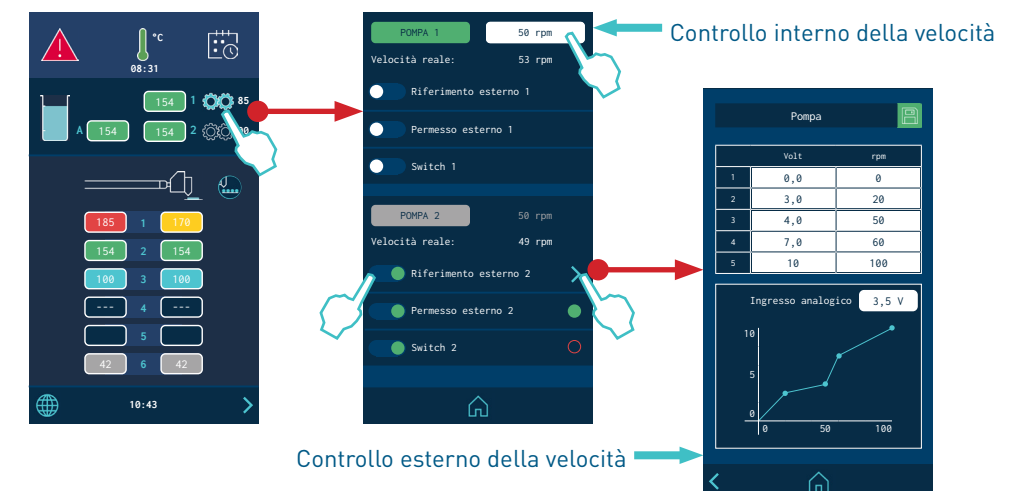 °C
08:31
154 1 85
A 154 154 2
185 1 170
154 2 154
100 3 100
--- 4 ---
5
42 6 42
10:43
POMPA 1 50 rpm
Velocità reale: 53 rpm
Riferimento esterno 1
Permesso esterno 1
Switch 1
POMPA 2 50 rpm
Velocità reale: 49 rpm
Riferimento esterno 2
Permesso esterno 2
Switch 2
Controllo interno della velocità
Pompa
Volt rpm
1 0,0 0
2 3,0 20
3 4,0 50
4 7,0 60
5 10 100
Ingresso analogico 3,5 V
10
5
0
0 50 100
Controllo esterno della velocità